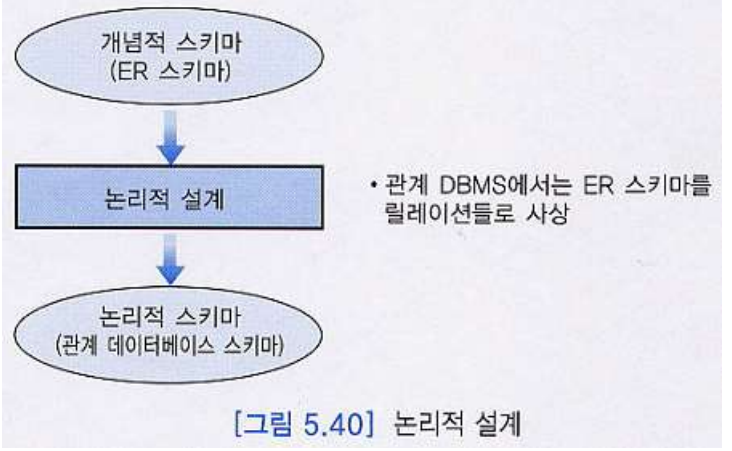 개념적 스키마
(ER 스키마)
논리적 설계
• 관계 DBMS에서는 ER 스키마를
릴레이션들로 사상
논리적 스키마
(관계 데이터베이스 스키마)
[그림 5.40] 논리적 설계